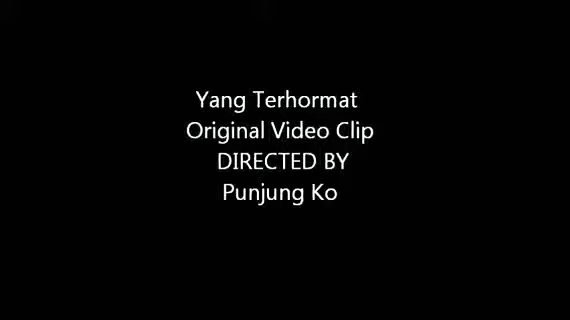 Yang Terhormat
Original Video Clip
DIRECTED BY
Punjung Ko